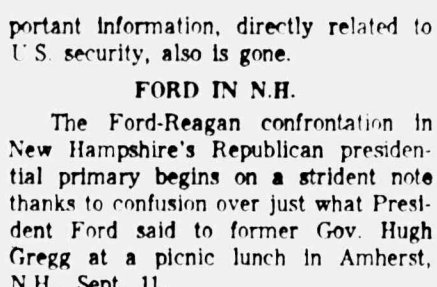 portant information, directly related to
U S. security, also is gone.
FORD IN N.H.
The Ford-Reagan confrontation in
New Hampshire's Republican presiden-
tial primary begins on a strident note
thanks to confusion over just what Presi-
dent Ford said to former Gov. Hugh
Gregg at a picnic lunch in Amherst,
N.H., Sept. 11